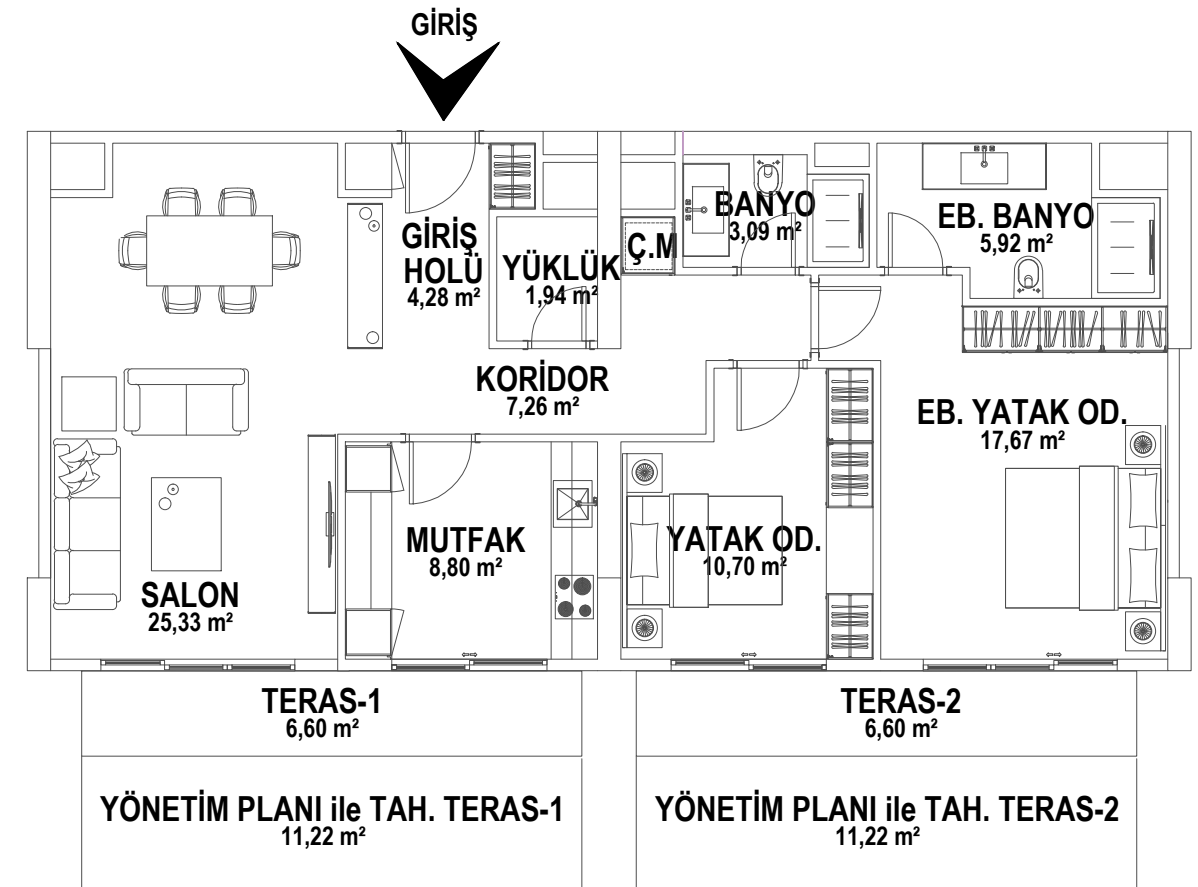 GİRİŞ
GİRİŞ
HOLÜ
4,28 m²
YÜKLÜK
1,94 m²
Ç.M
BANYO
3,09 m²
EB. BANYO
5,92 m²
KORİDOR
7,26 m²
EB. YATAK OD.
17,67 m²
MUTFAK
8,80 m²
YATAK OD.
10,70 m²
SALON
25,33 m²
TERAS-1
6,60 m²
TERAS-2
6,60 m²
YÖNETİM PLANI ile TAH. TERAS-1
11,22 m²
YÖNETİM PLANI ile TAH. TERAS-2
11,22 m²